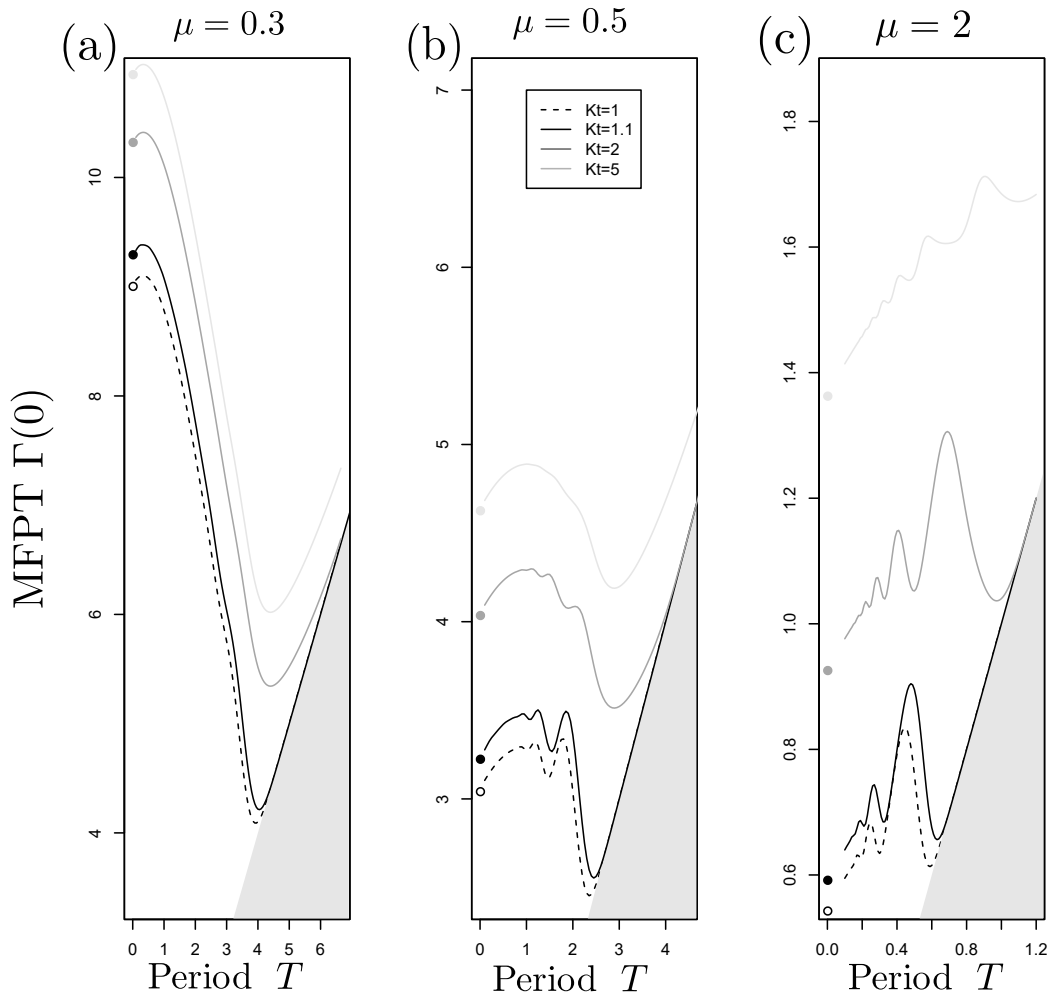 (a) μ = 0.3
(b) μ = 0.5
(c) μ = 2
MFPT Γ(0)
10
8
6
4
0 1 2 3 4 5 6
Period T
7
6
5
4
3
Kt=1
Kt=1.1
Kt=2
Kt=5
0 1 2 3 4
Period T
1.8
1.6
1.4
1.2
1.0
0.8
0.6
0.0 0.4 0.8 1.2
Period T